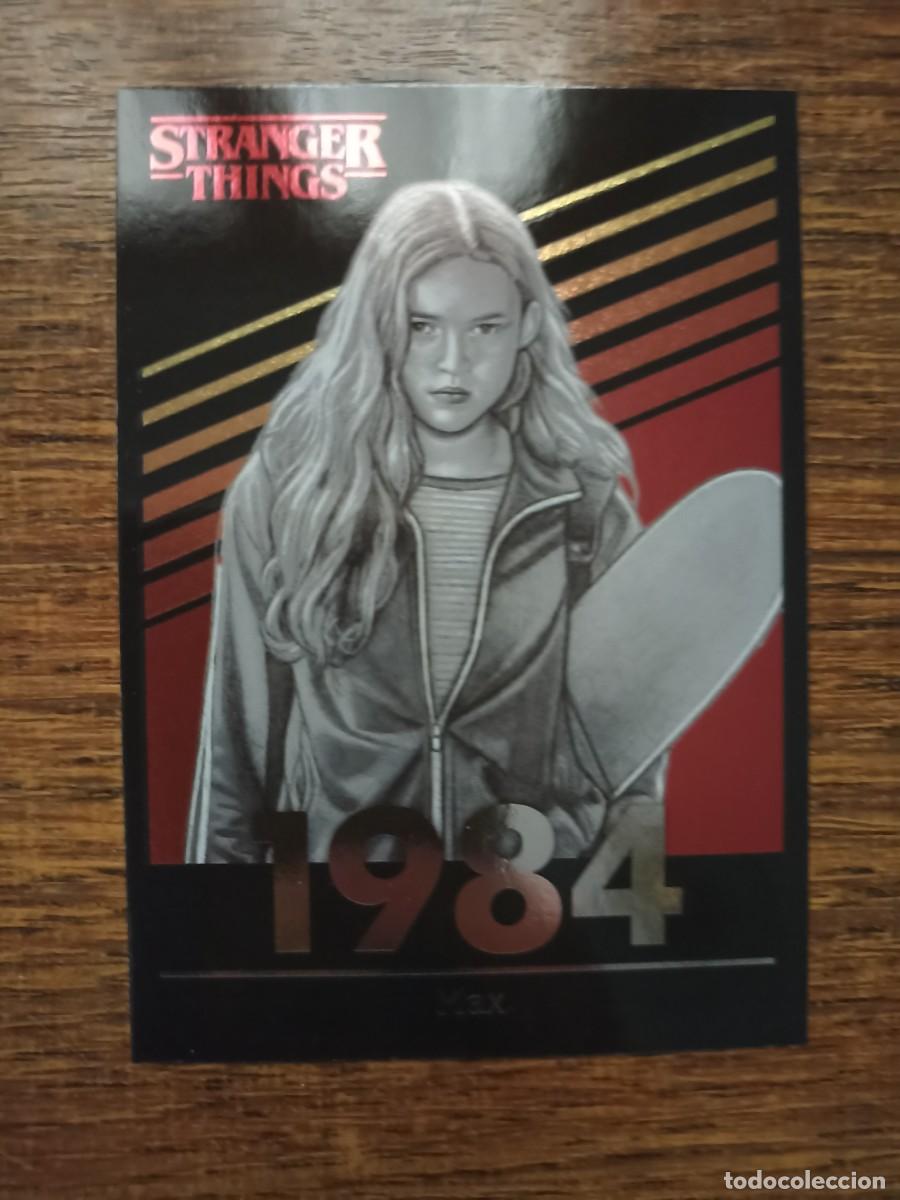 STRANGER
THINGS
1984
Max
todocoleccion